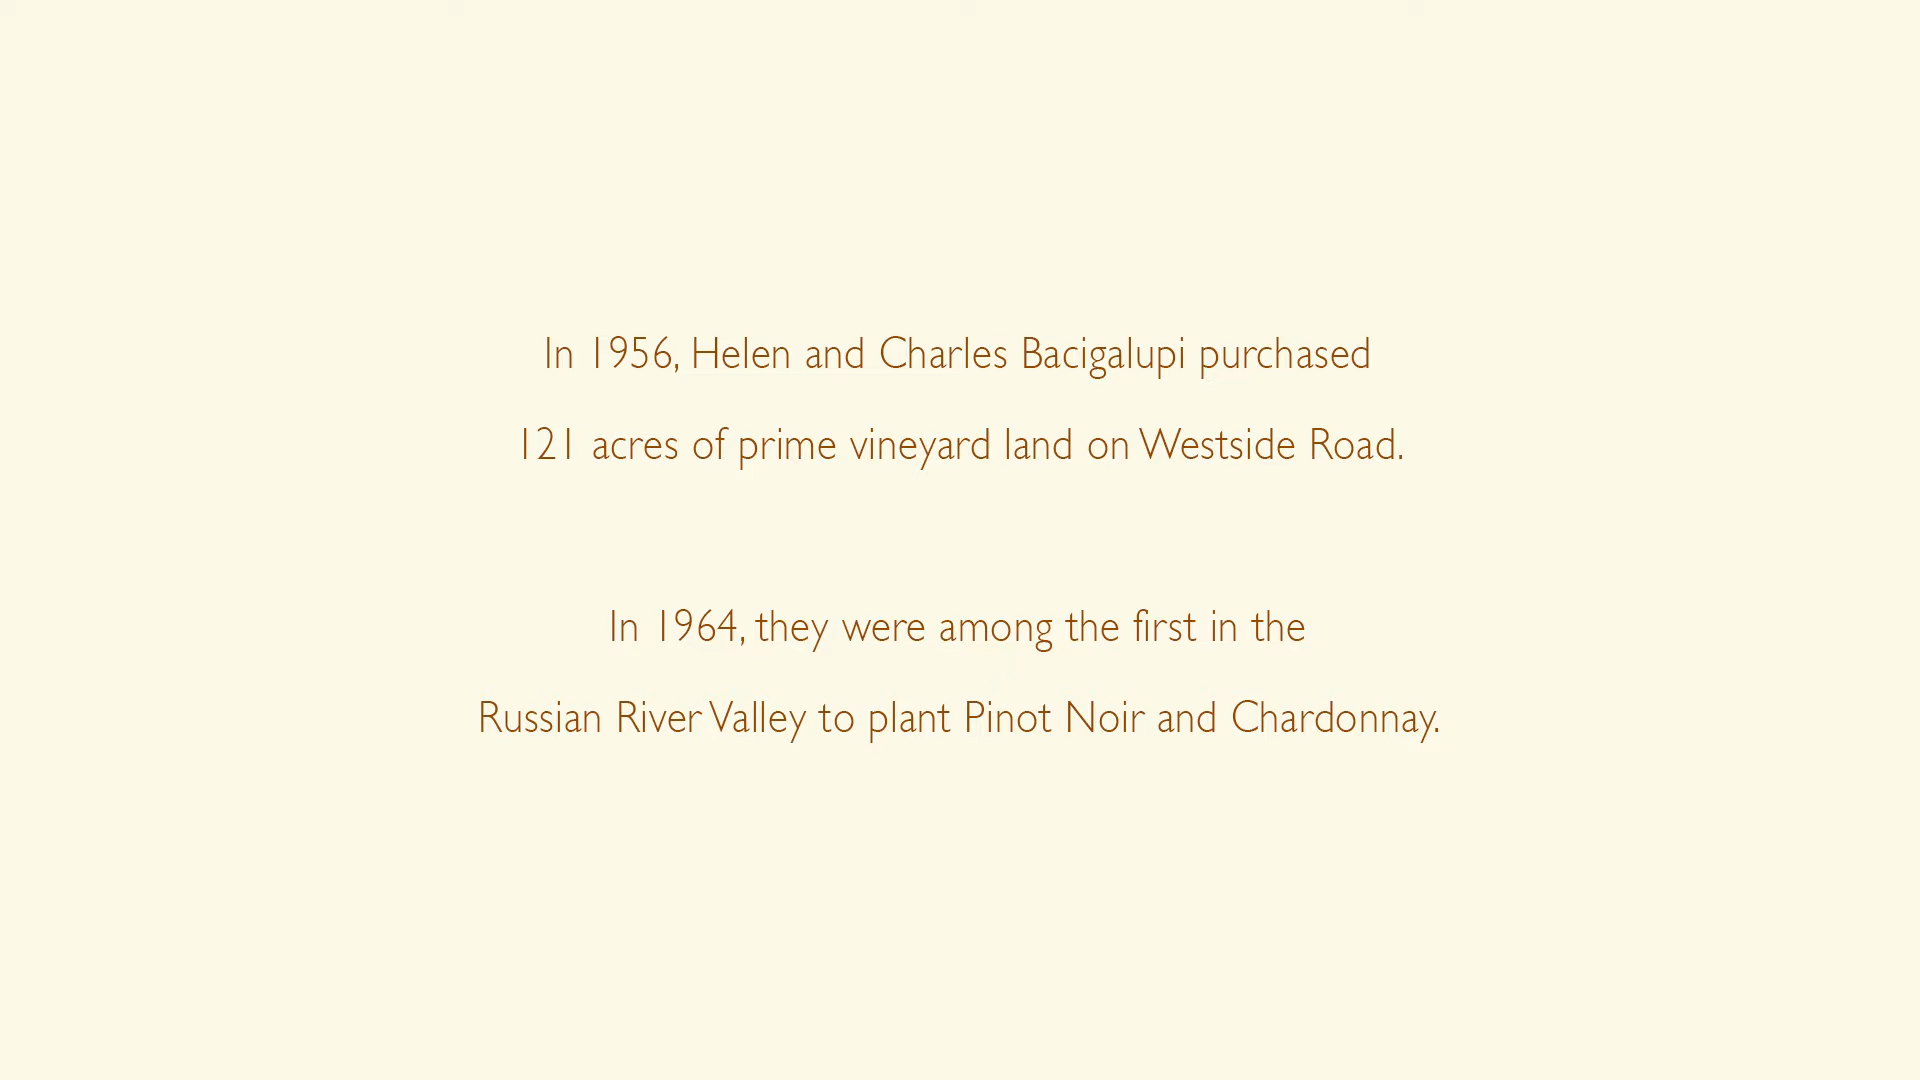 In 1956, Helen and Charles Bacigalupi purchased
121 acres of prime vineyard land on Westside Road.
In 1964, they were among the first in the
Russian River Valley to plant Pinot Noir and Chardonnay.